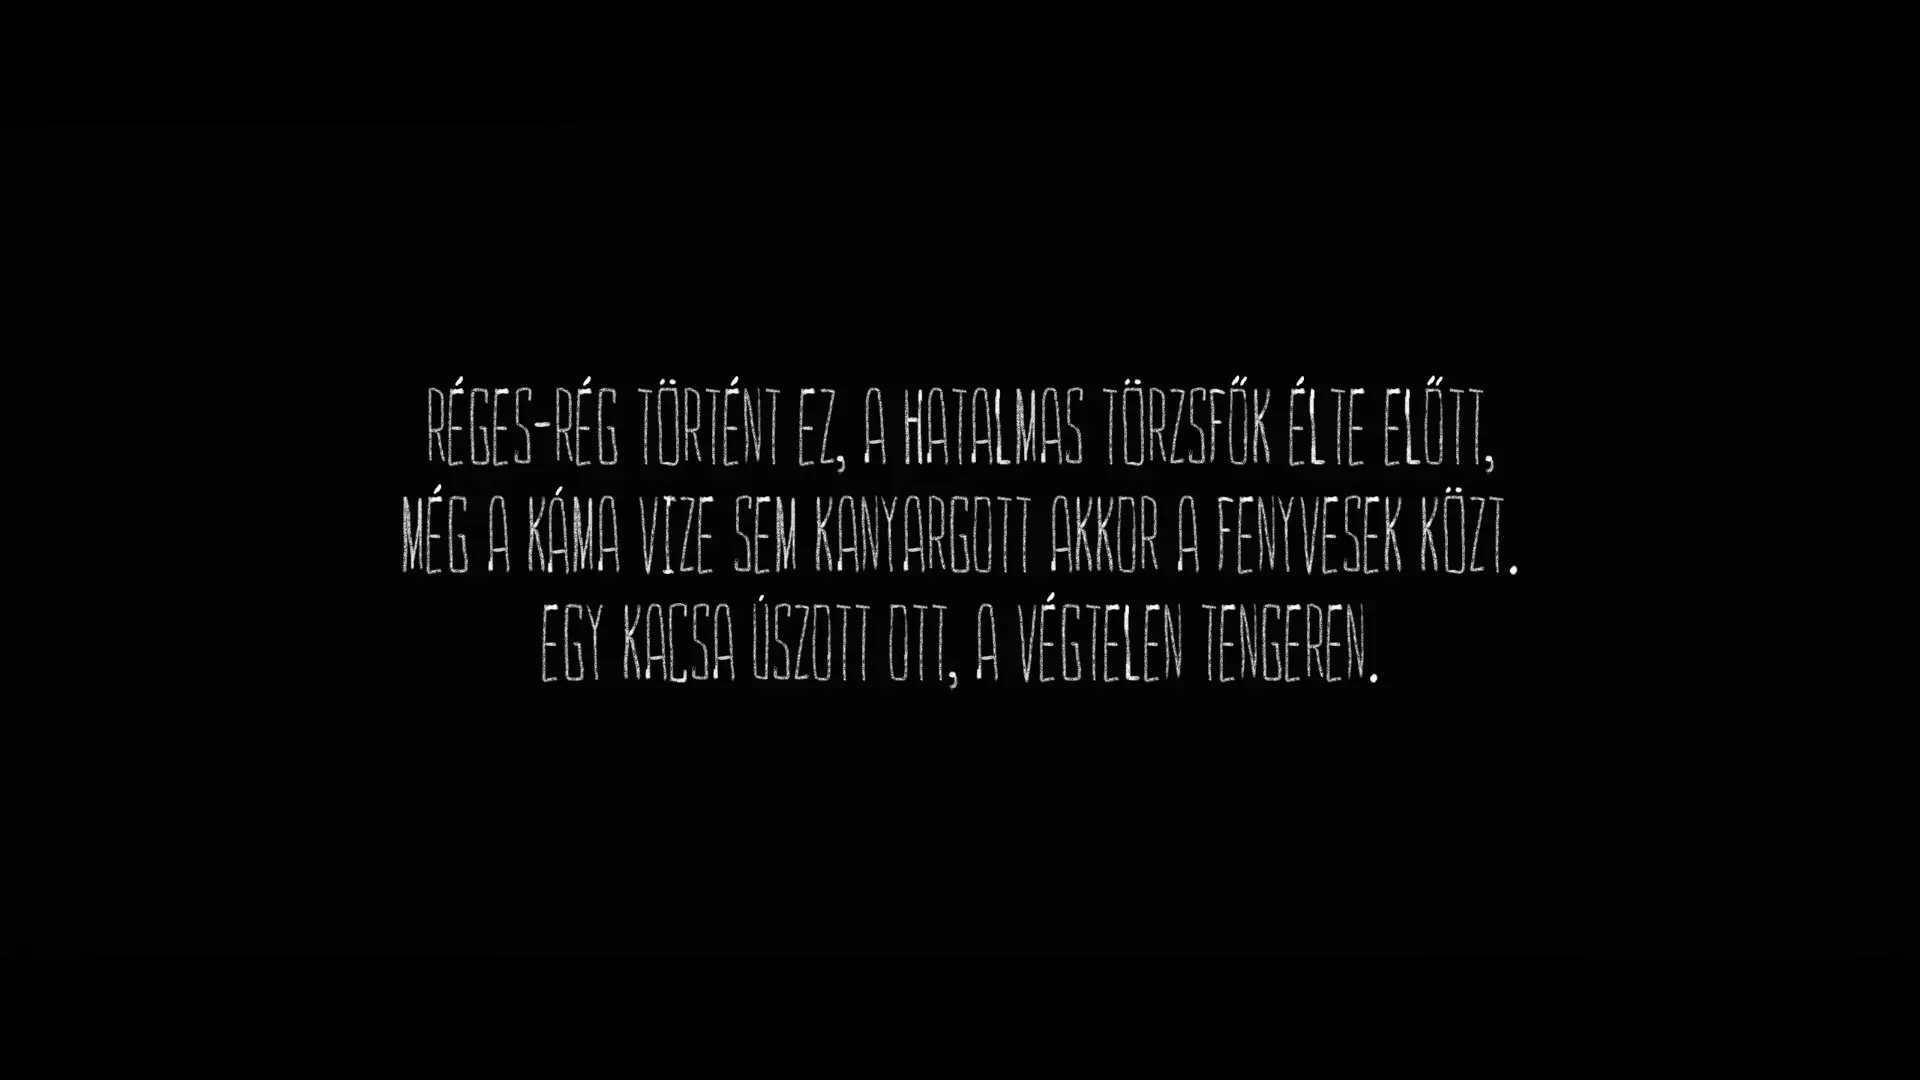 RÉGES-RÉG TÖRTÉNT EZ, A HATALMAS TÖRZSFŐK ÉLTE ELŐTT,
MÉG A KÁMA VIZE SEM KANYARGOTT AKKOR A FENYVESEK KÖZT.
EGY KACSA ÚSZOTT OTT, A VÉGTELEN TENGEREN.